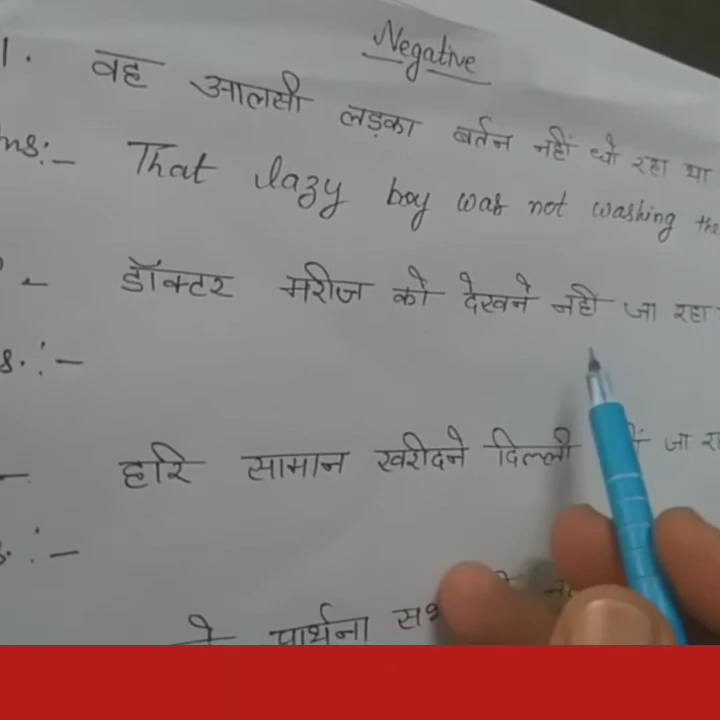 Negative
1. वह आलसी लड़का बर्तन नहीं धो रहा था
Ans:- That lazy boy was not washing the
- डॉक्टर मरीज को देखने नहीं जा रहा
s.:-
- हरि सामान खरीदने दिल्ली जा
s.:-
प्रार्थना